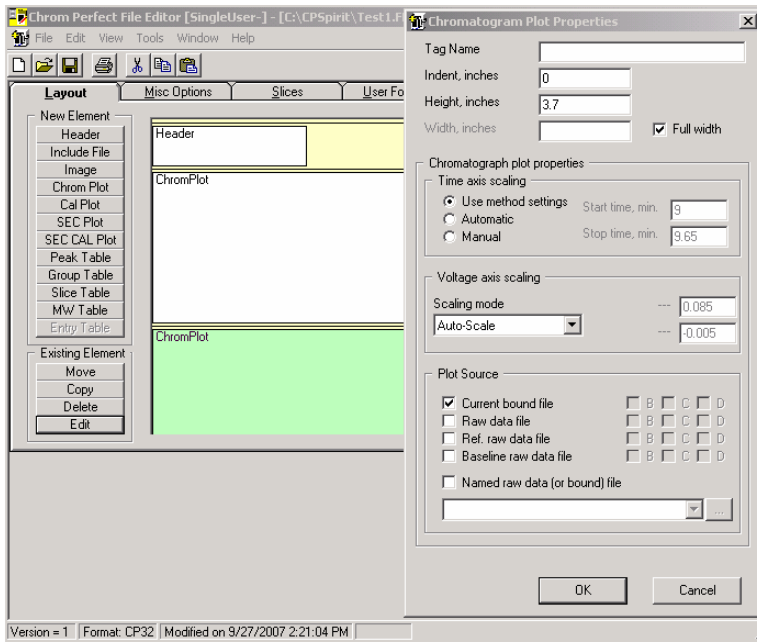 Chrom Perfect File Editor [SingleUser-] - [C:\CPSpirit\Test1.F
File Edit View Tools Window Help
Layout Misc Options Slices User Fo
New Element
Header
Include File
Image
Chrom Plot
Cal Plot
SEC Plot
SEC CAL Plot
Peak Table
Group Table
Slice Table
MW Table
Entry Table
Existing Element
Move
Copy
Delete
Edit
Header
ChromPlot
ChromPlot
Chromatogram Plot Properties
Tag Name
Indent, inches 0
Height, inches 3.7
Width, inches Full width
Chromatograph plot properties
Time axis scaling
Use method settings Start time, min. 9
Automatic
Manual Stop time, min. 9.65
Voltage axis scaling
Scaling mode --- 0.085
Auto-Scale --- -0.005
Plot Source
Current bound file B C D
Raw data file B C D
Ref. raw data file B C D
Baseline raw data file B C D
Named raw data (or bound) file
...
OK Cancel
Version = 1 Format: CP32 Modified on 9/27/2007 2:21:04 PM